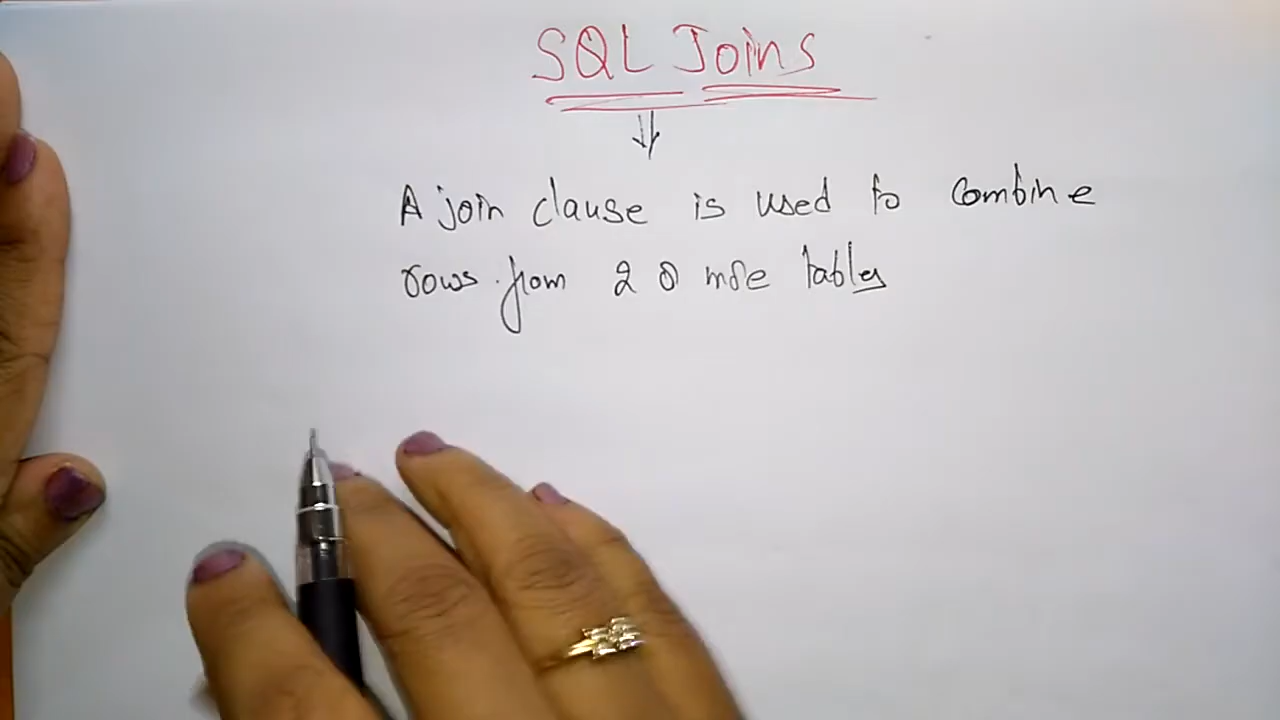 SQL Joins
A join clause is used to combine
rows from 2 or more tables